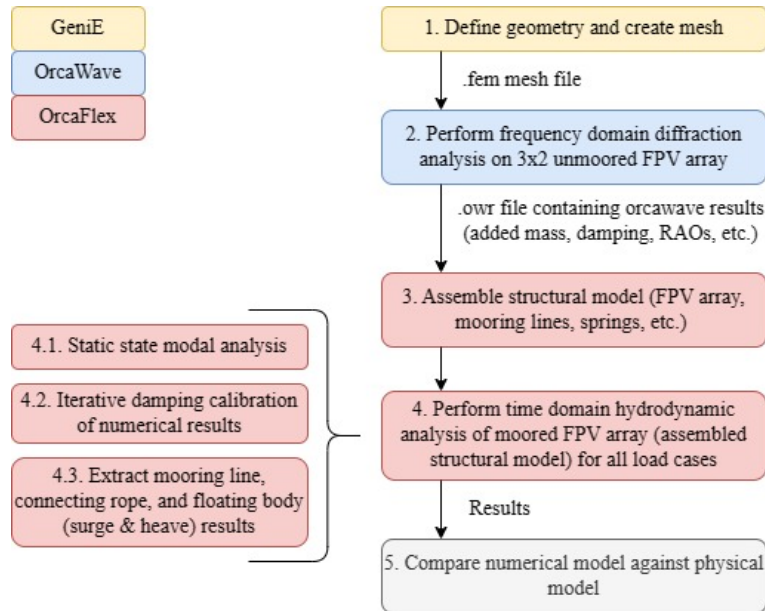 GeniE
OrcaWave
OrcaFlex
1. Define geometry and create mesh
.fem mesh file
2. Perform frequency domain diffraction
analysis on 3x2 unmoored FPV array
.owr file containing orcawave results
(added mass, damping, RAOs, etc.)
3. Assemble structural model (FPV array,
mooring lines, springs, etc.)
4. Perform time domain hydrodynamic
analysis of moored FPV array (assembled
structural model) for all load cases
4.1. Static state modal analysis
4.2. Iterative damping calibration
of numerical results
4.3. Extract mooring line,
connecting rope, and floating body
(surge & heave) results
Results
5. Compare numerical model against physical
model